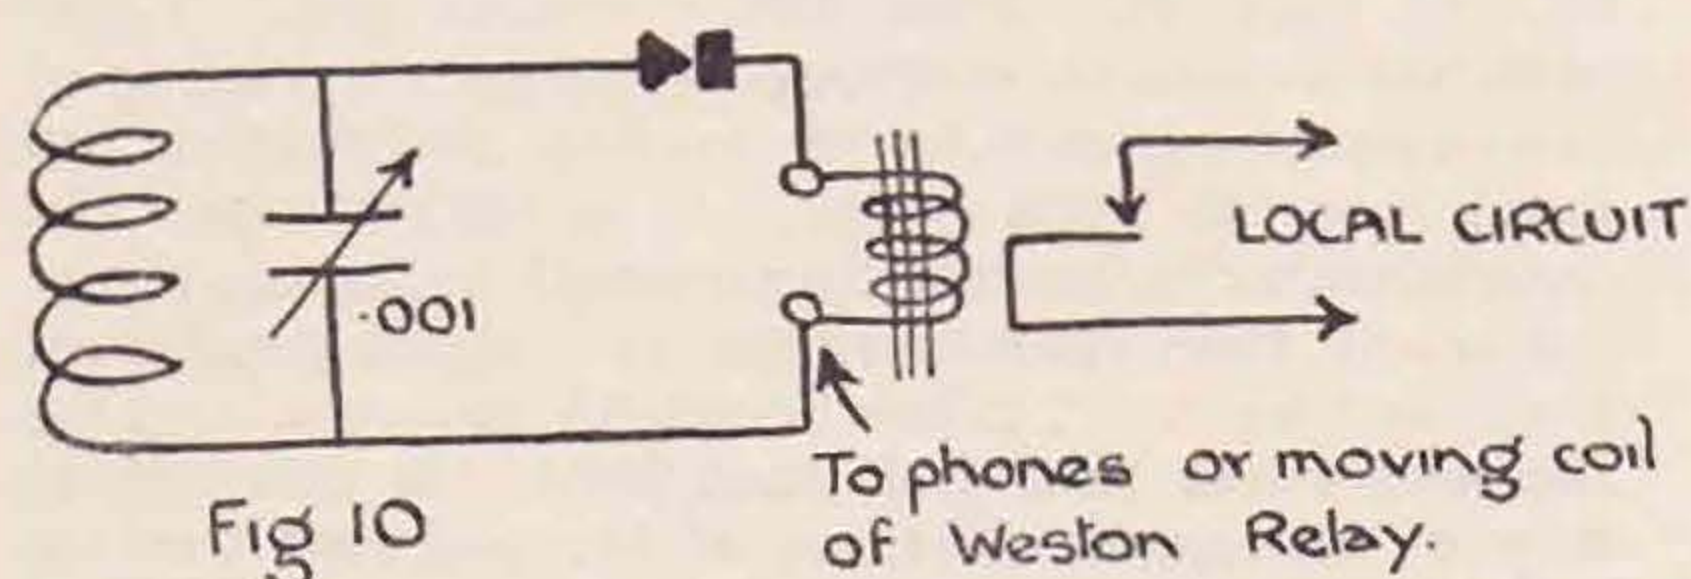 ·001
LOCAL CIRCUIT
To phones or moving coil
of Weston Relay.
Fig 10